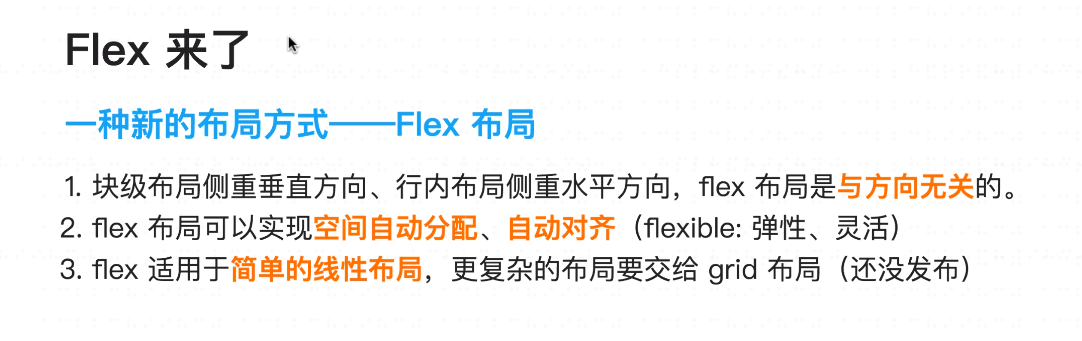 Flex 来了
一种新的布局方式——Flex 布局
1. 块级布局侧重垂直方向、行内布局侧重水平方向，flex 布局是与方向无关的。
2. flex 布局可以实现空间自动分配、自动对齐（flexible: 弹性、灵活）
3. flex 适用于简单的线性布局，更复杂的布局要交给 grid 布局（还没发布）